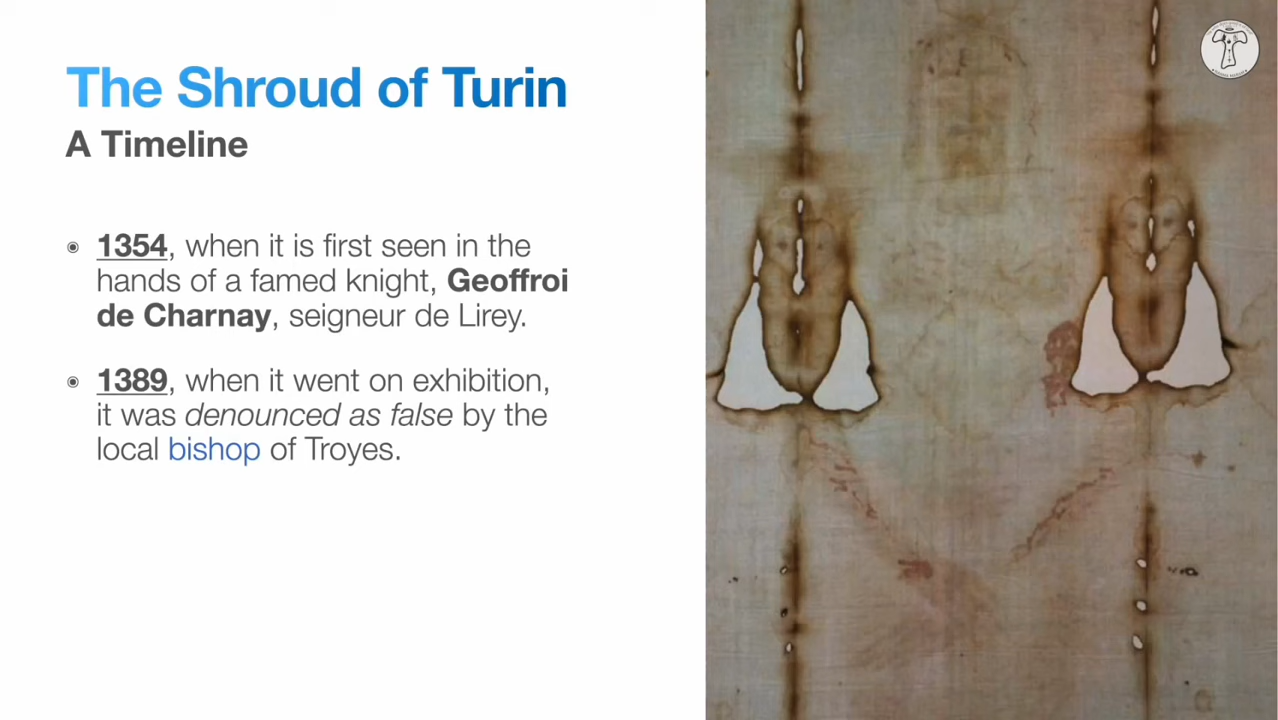 The Shroud of Turin
A Timeline
1354, when it is first seen in the
hands of a famed knight, Geoffroi
de Charnay, seigneur de Lirey.
1389, when it went on exhibition,
it was denounced as false by the
local bishop of Troyes.